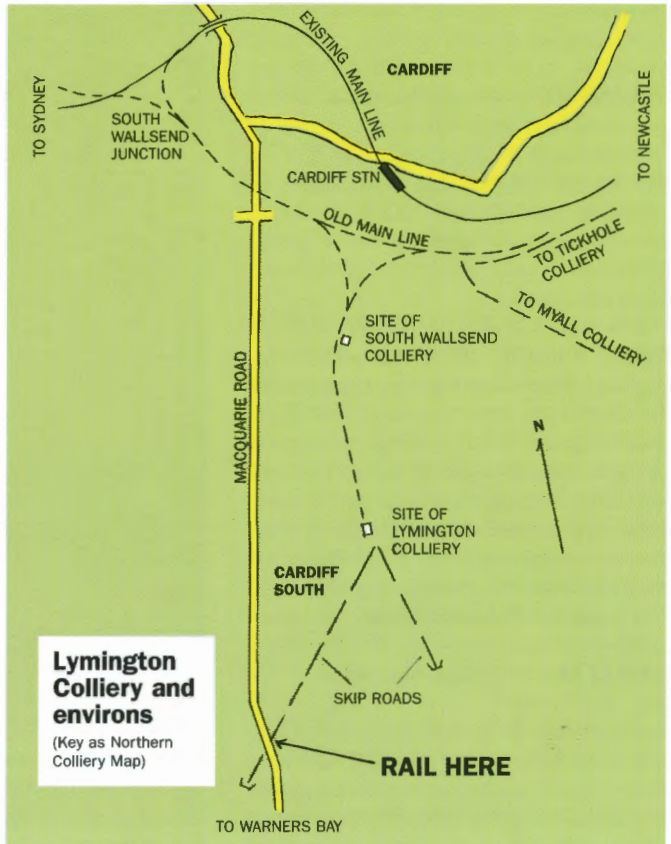 EXISTING MAIN LINE
CARDIFF
TO SYDNEY
TO NEWCASTLE
SOUTH
WALLSEND
JUNCTION
CARDIFF STN
OLD MAIN LINE
TO TICKHOLE
COLLIERY
TO MYALL COLLIERY
SITE OF
SOUTH WALLSEND
COLLIERY
MACQUARIE ROAD
N
SITE OF
LYMINGTON
COLLIERY
CARDIFF
SOUTH
Lymington
Colliery and
environs
(Key as Northern
Colliery Map)
SKIP ROADS
RAIL HERE
TO WARNERS BAY